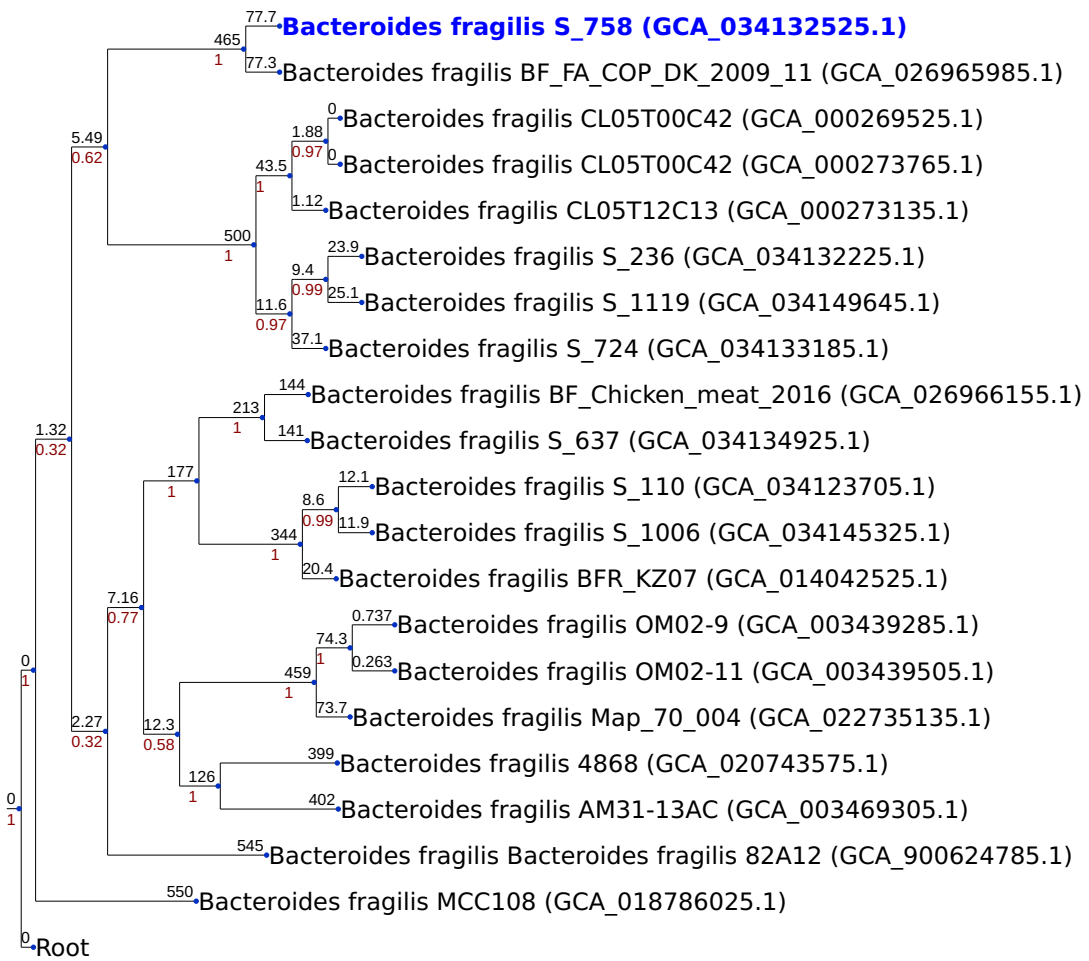 77.7
Bacteroides fragilis S_758 (GCA_034132525.1)
465
1
77.3
Bacteroides fragilis BF_FA_COP_DK_2009_11 (GCA_026965985.1)
0
Bacteroides fragilis CL05T00C42 (GCA_000269525.1)
1.88
0.97
5.49
0.62
0
Bacteroides fragilis CL05T00C42 (GCA_000273765.1)
43.5
1
1.12
Bacteroides fragilis CL05T12C13 (GCA_000273135.1)
500
1
23.9
Bacteroides fragilis S_236 (GCA_034132225.1)
9.4
0.99
25.1
Bacteroides fragilis S_1119 (GCA_034149645.1)
11.6
0.97
37.1
Bacteroides fragilis S_724 (GCA_034133185.1)
144
Bacteroides fragilis BF_Chicken_meat_2016 (GCA_026966155.1)
213
1
1.32
0.32
141
Bacteroides fragilis S_637 (GCA_034134925.1)
177
1
12.1
Bacteroides fragilis S_110 (GCA_034123705.1)
8.6
0.99
11.9
Bacteroides fragilis S_1006 (GCA_034145325.1)
344
1
20.4
Bacteroides fragilis BFR_KZ07 (GCA_014042525.1)
7.16
0.77
0.737
Bacteroides fragilis OM02-9 (GCA_003439285.1)
74.3
1
0
1
0.263
Bacteroides fragilis OM02-11 (GCA_003439505.1)
459
1
73.7
Bacteroides fragilis Map_70_004 (GCA_022735135.1)
2.27
0.32
12.3
0.58
399
Bacteroides fragilis 4868 (GCA_020743575.1)
126
1
0
1
402
Bacteroides fragilis AM31-13AC (GCA_003469305.1)
545
Bacteroides fragilis Bacteroides fragilis 82A12 (GCA_900624785.1)
550
Bacteroides fragilis MCC108 (GCA_018786025.1)
0
Root